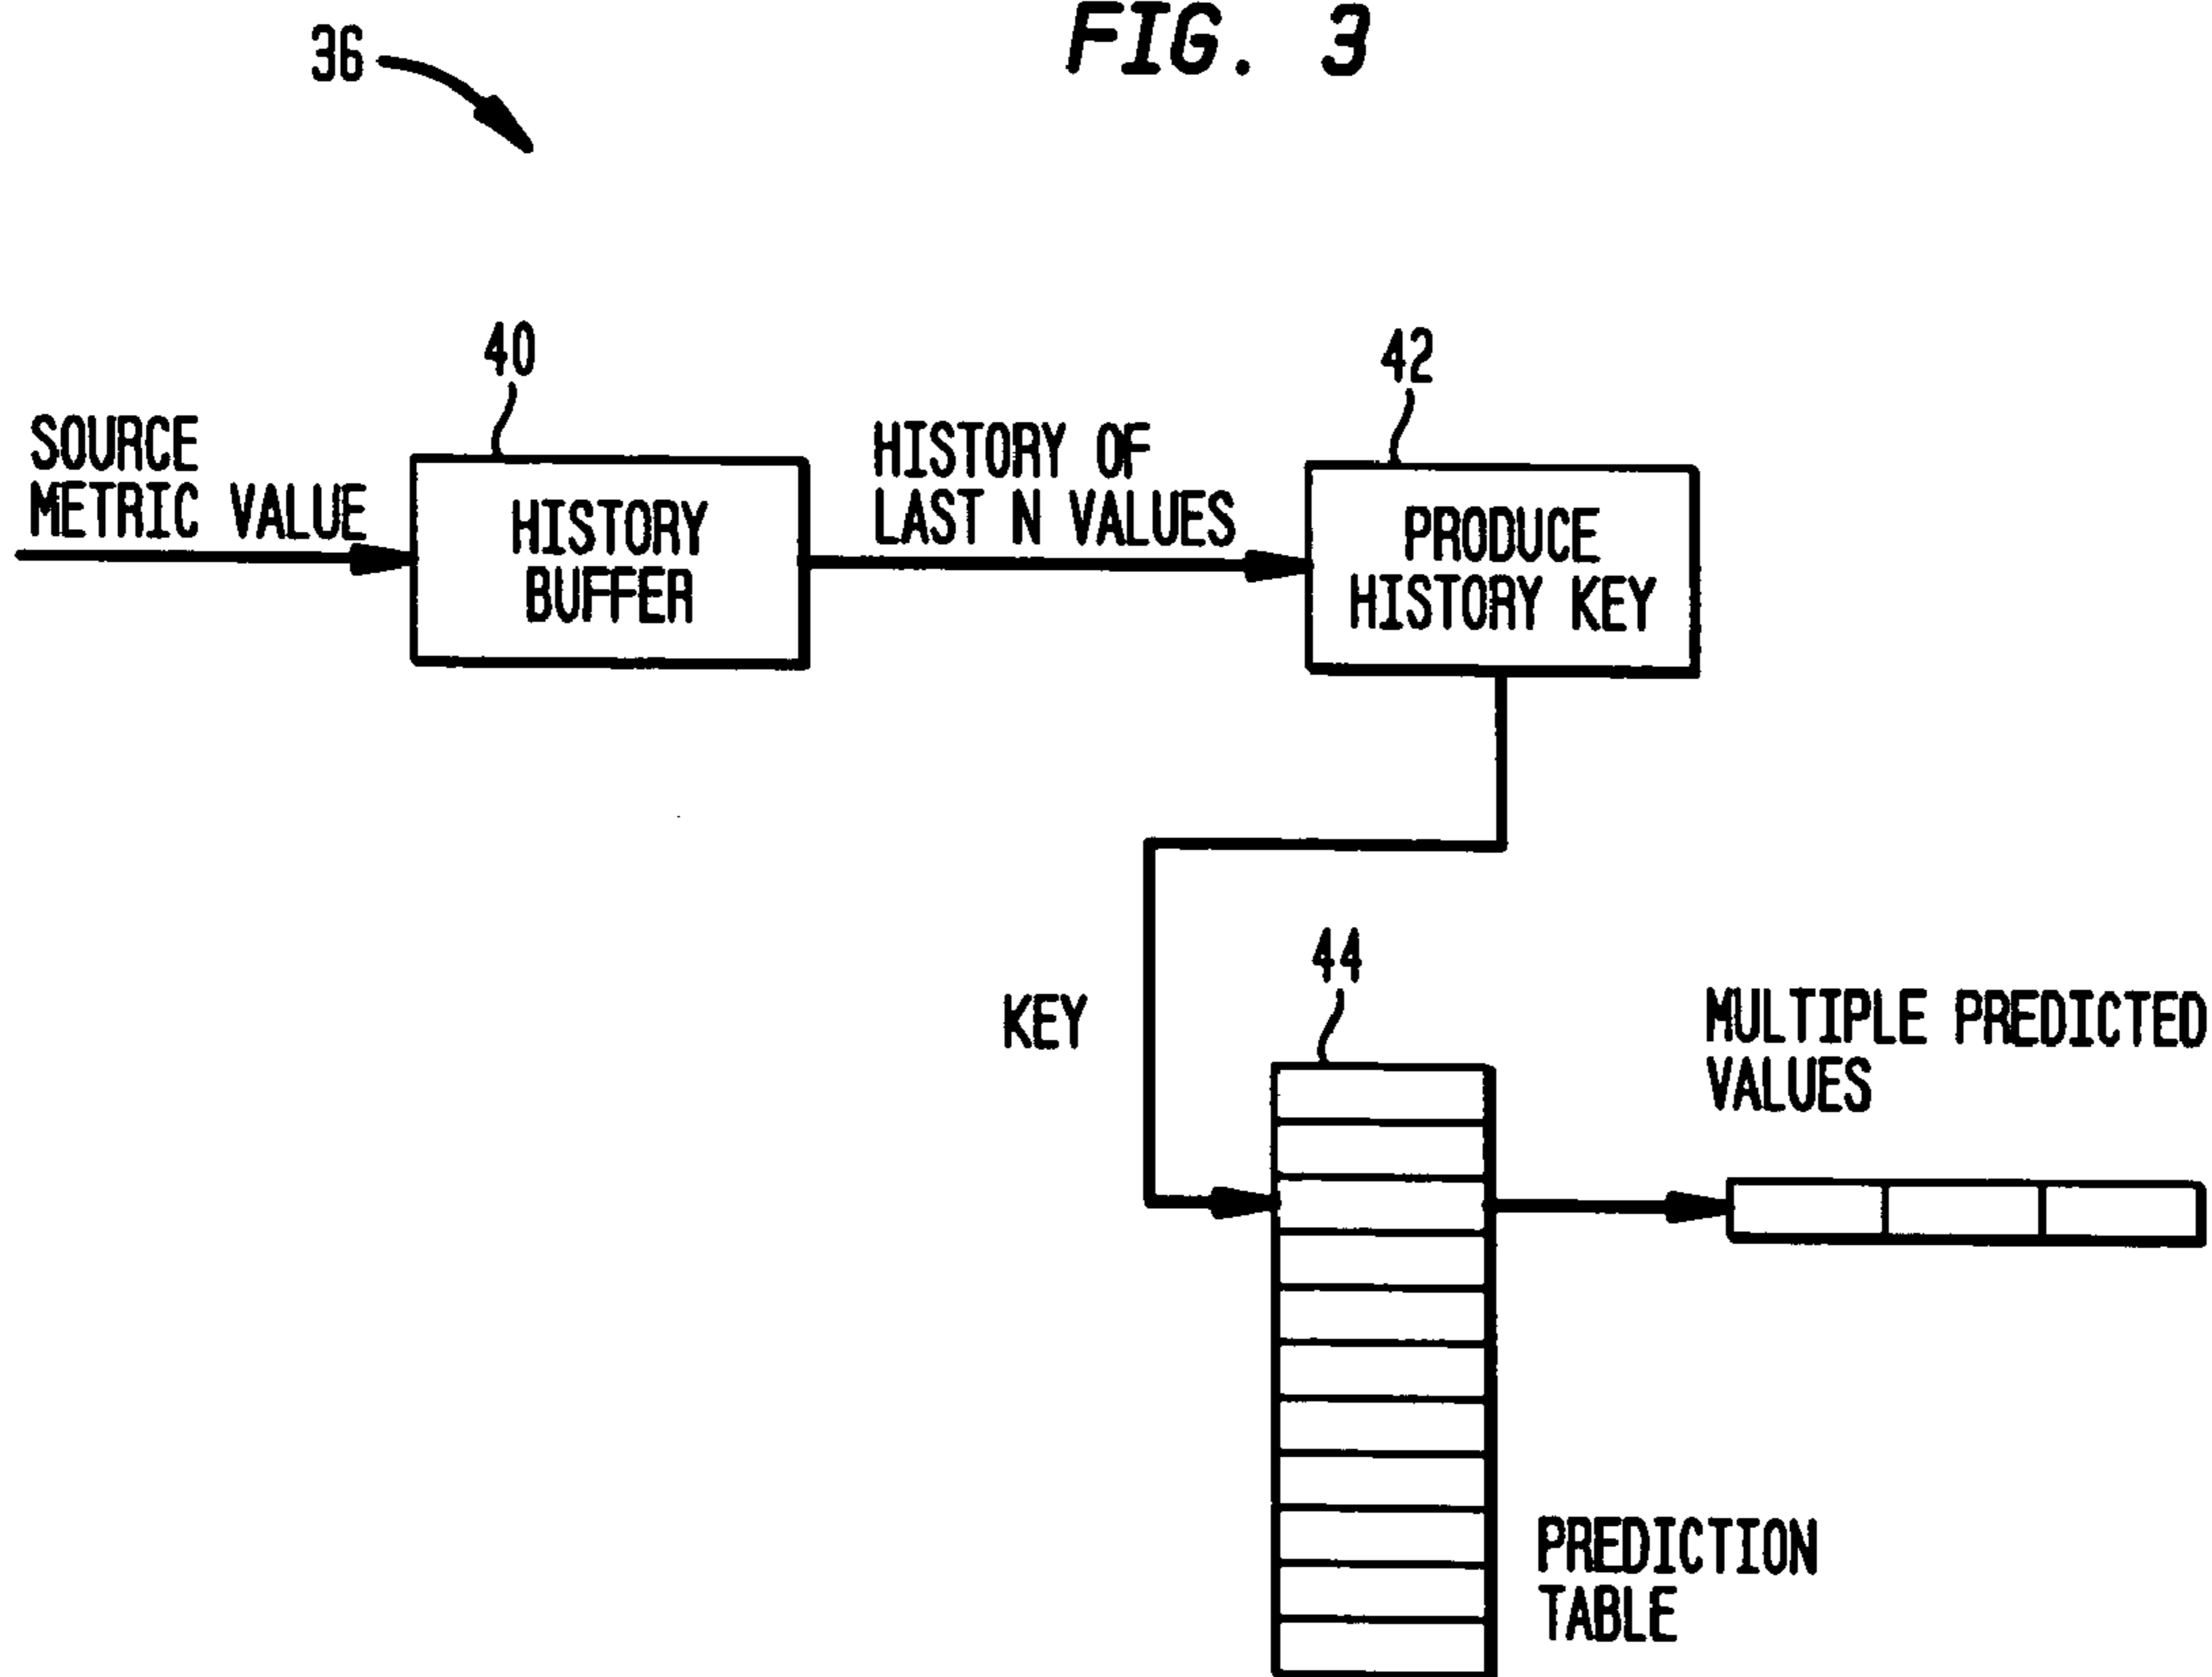 FIG. 3
36
40
42
SOURCE
METRIC VALUE
HISTORY
BUFFER
HISTORY OF
LAST N VALUES
PRODUCE
HISTORY KEY
44
KEY
MULTIPLE PREDICTED
VALUES
PREDICTION
TABLE